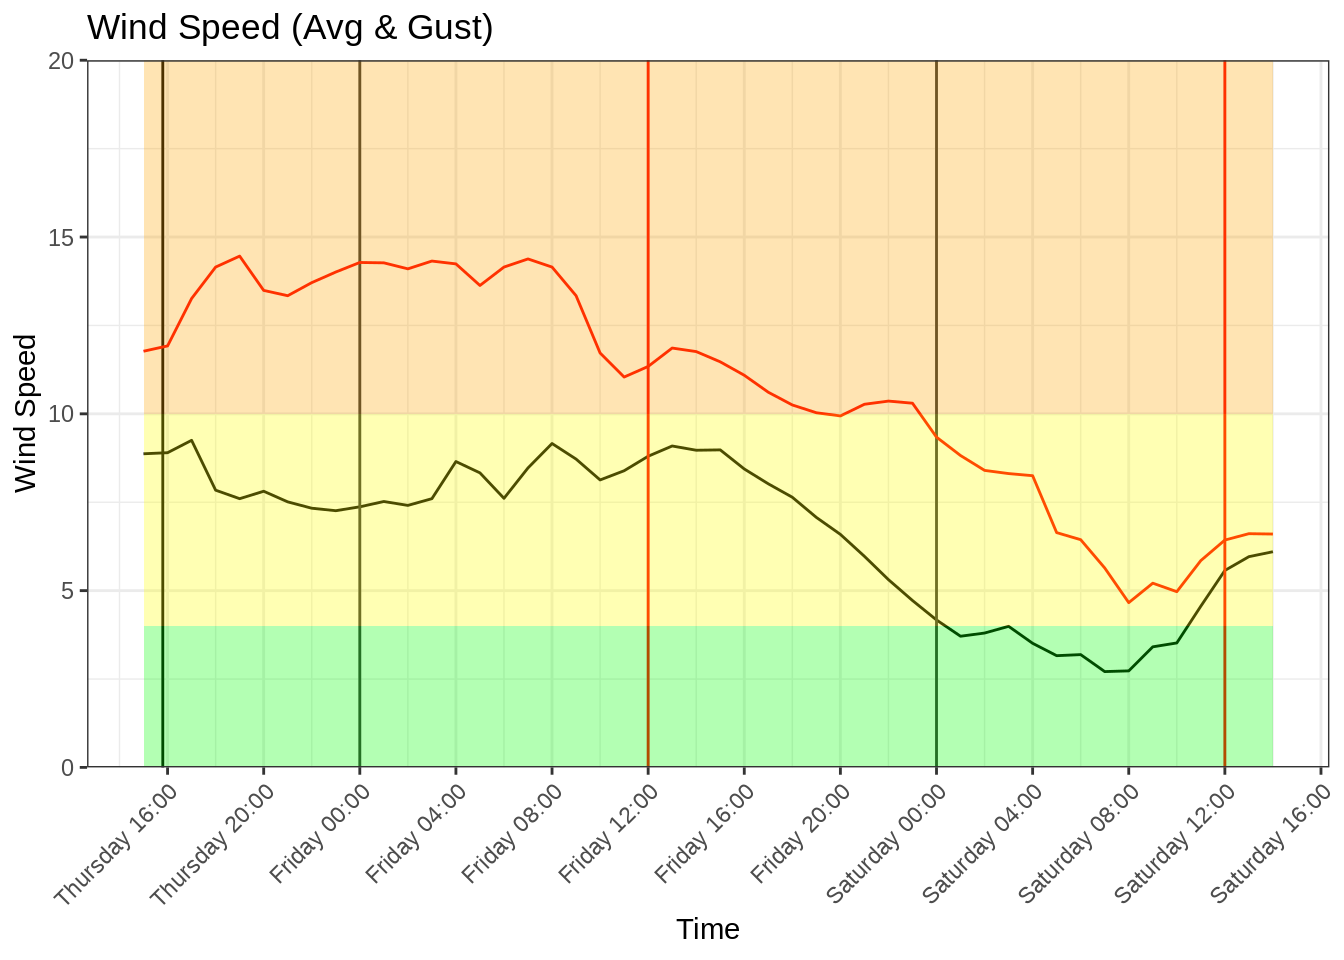 Wind Speed (Avg & Gust)
20
15
10
5
0
Wind Speed
Thursday 16:00
Thursday 20:00
Friday 00:00
Friday 04:00
Friday 08:00
Friday 12:00
Friday 16:00
Friday 20:00
Saturday 00:00
Saturday 04:00
Saturday 08:00
Saturday 12:00
Saturday 16:00
Time